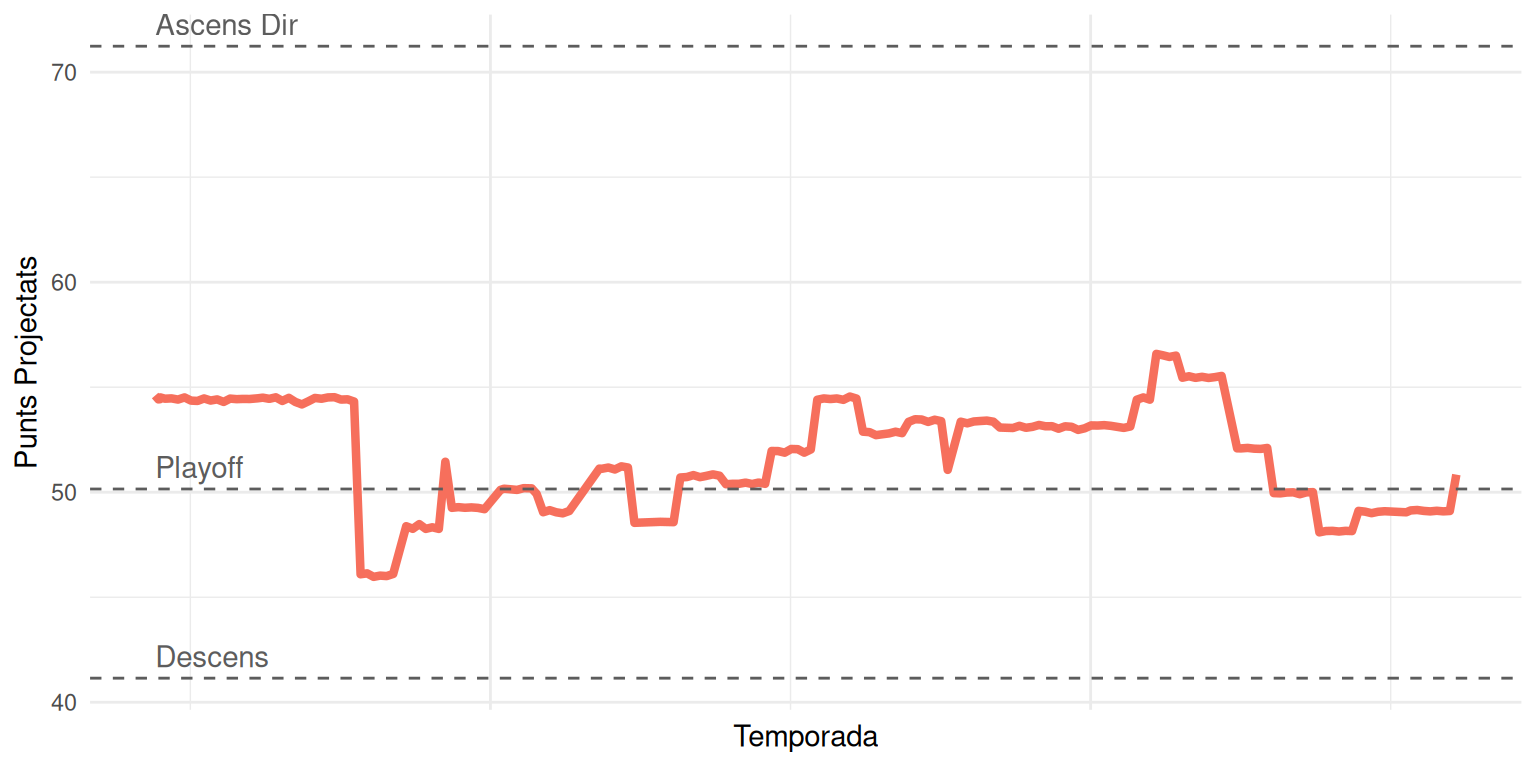 Ascens Dir
70
60
Punts Projectats
Playoff
50
Descens
40
Temporada